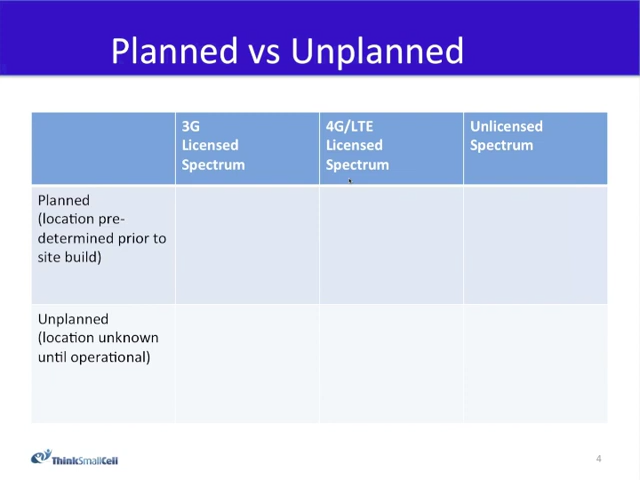 Planned vs Unplanned
3G
Licensed
Spectrum
4G/LTE
Licensed
Spectrum
Unlicensed
Spectrum
Planned
(location pre-
determined prior to
site build)
Unplanned
(location unknown
until operational)
ThinkSmallCell
4